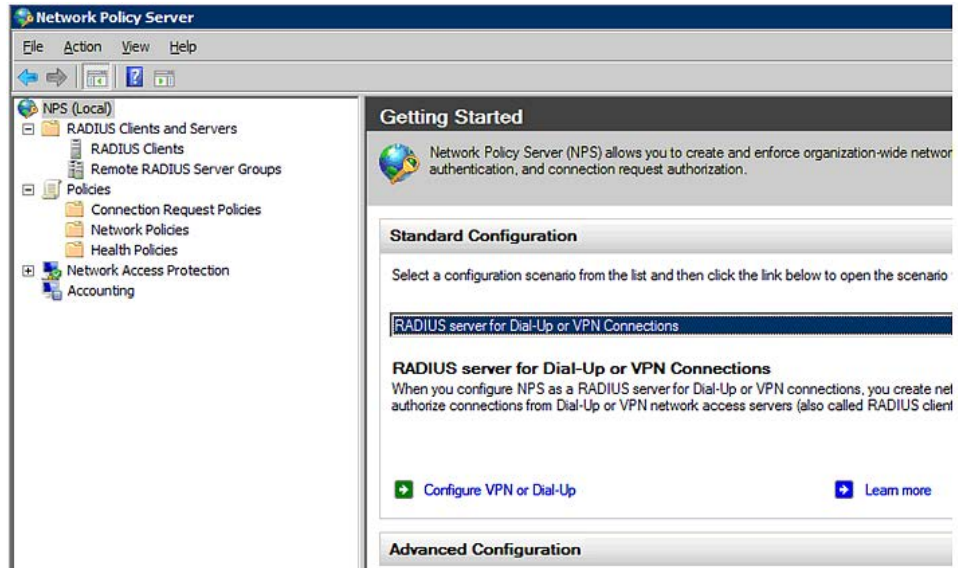 Network Policy Server
File Action View Help
NPS (Local)
RADIUS Clients and Servers
RADIUS Clients
Remote RADIUS Server Groups
Policies
Connection Request Policies
Network Policies
Health Policies
Network Access Protection
Accounting
Getting Started
Network Policy Server (NPS) allows you to create and enforce organization-wide networ
authentication, and connection request authorization.
Standard Configuration
Select a configuration scenario from the list and then click the link below to open the scenario
RADIUS server for Dial-Up or VPN Connections
RADIUS server for Dial-Up or VPN Connections
When you configure NPS as a RADIUS server for Dial-Up or VPN connections, you create net
authorize connections from Dial-Up or VPN network access servers (also called RADIUS client
Configure VPN or Dial-Up Learn more
Advanced Configuration